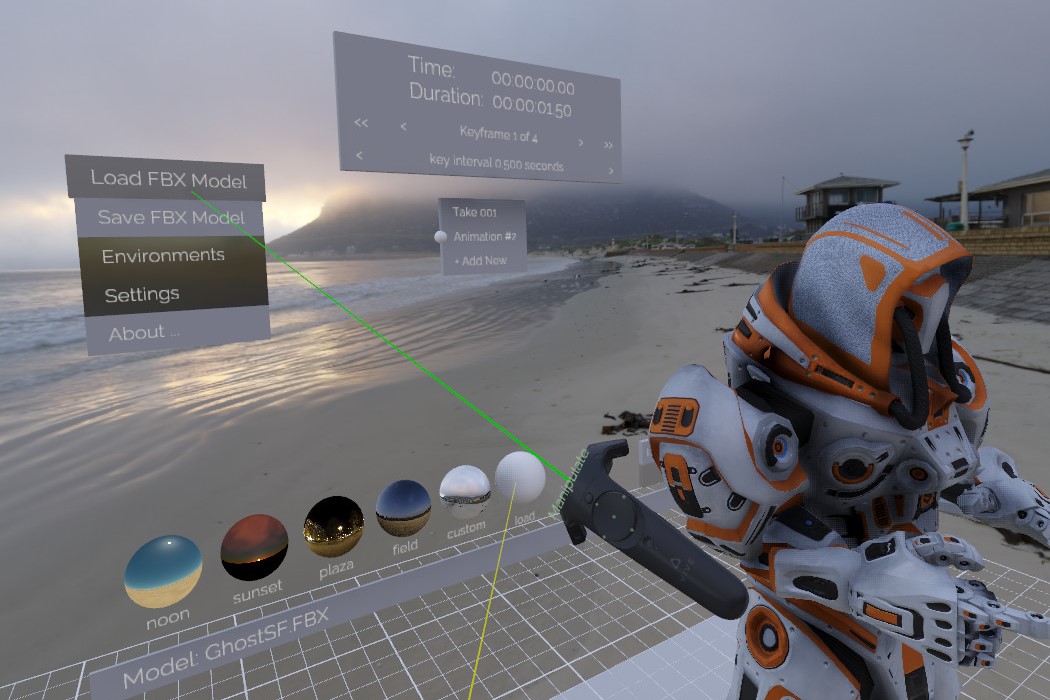 Time: 00:00:00.00
Duration: 00:00:01.50
<< < Keyframe 1 of 4 > >>
< key interval 0.500 seconds >
Load FBX Model
Save FBX Model
Environments
Settings
About ...
Take 001
Animation #2
+ Add New
Manipulate
noon
sunset
plaza
field
custom
load
Model: GhostSF.FBX